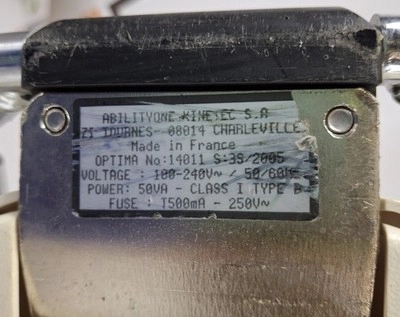 ABILITYONE KINETEC S.A
ZI TOURNES- 08014 CHARLEVILLE
Made in France
OPTIMA No:14011 S:39/2005
VOLTAGE : 100-240V~ / 50/60Hz
POWER: 50VA - CLASS I TYPE B
FUSE : T500mA - 250V~